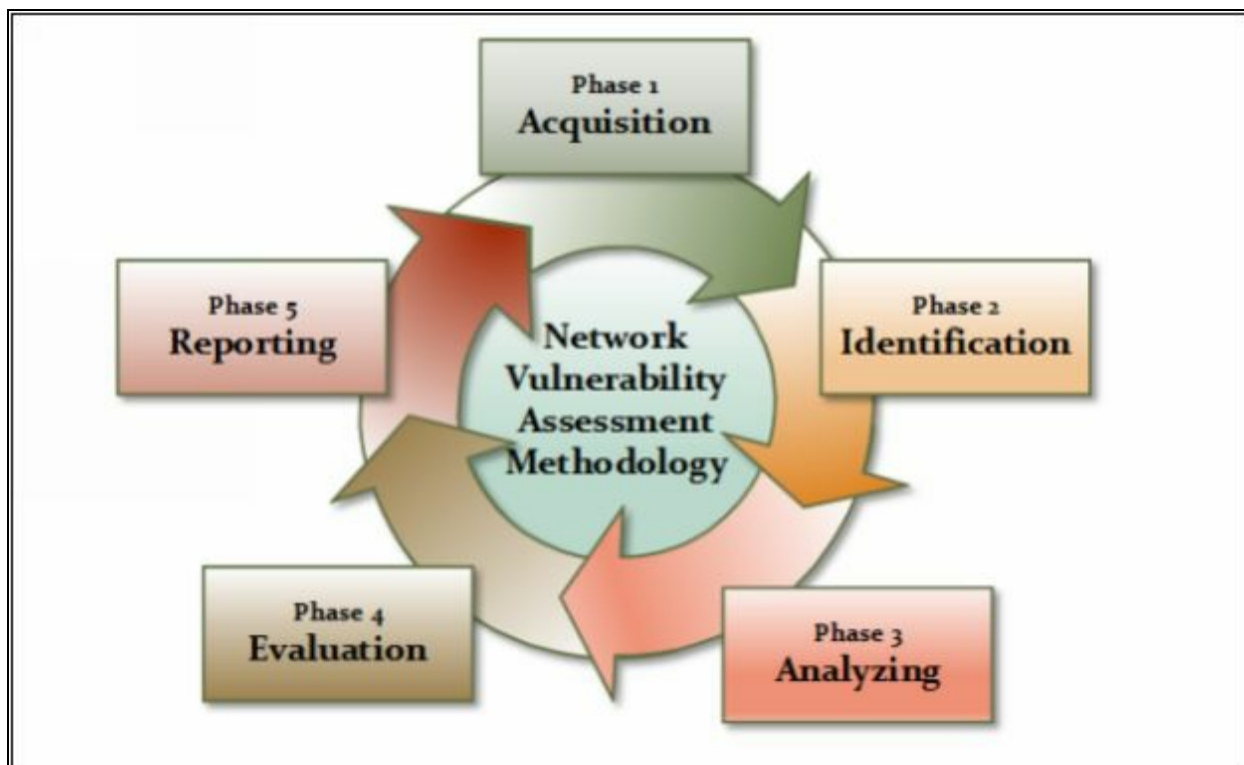 Phase 1
Acquisition
Phase 2
Identification
Phase 3
Analyzing
Phase 4
Evaluation
Phase 5
Reporting
Network
Vulnerability
Assessment
Methodology